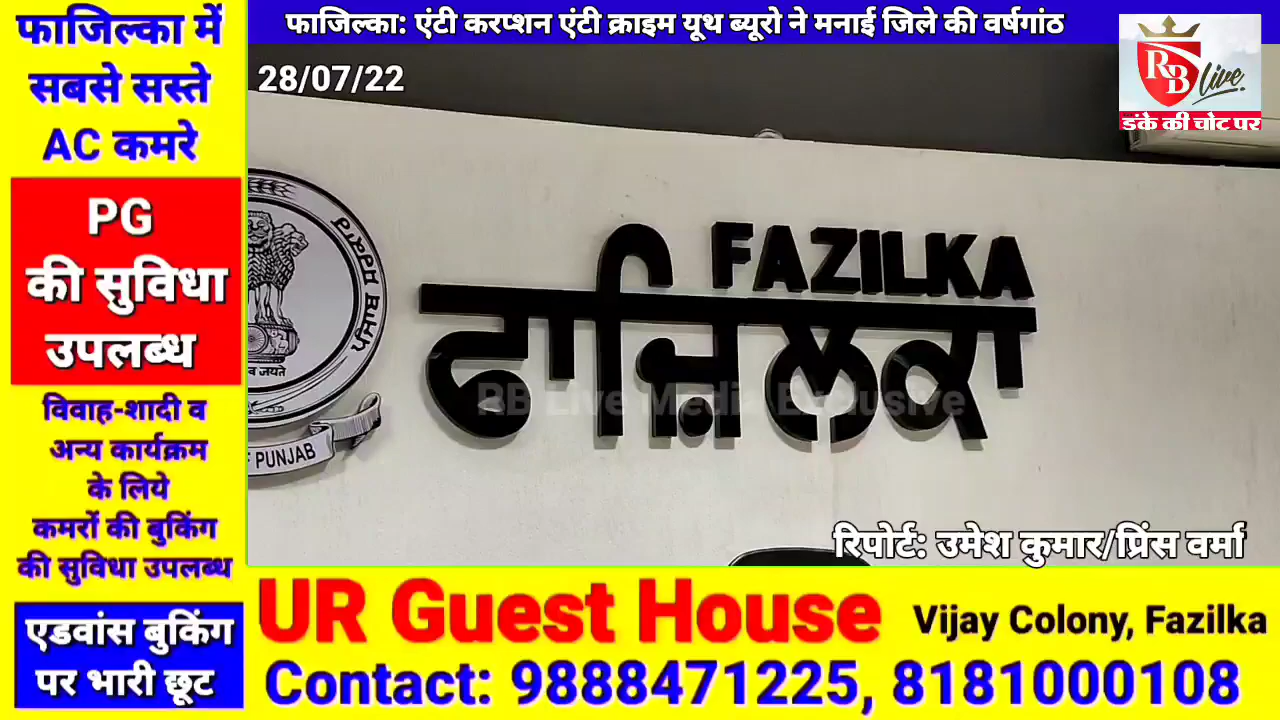 फाजिल्का में
सबसे सस्ते
AC कमरे
PG
की सुविधा
उपलब्ध
विवाह-शादी व
अन्य कार्यक्रम
के लिये
कमरों की बुकिंग
की सुविधा उपलब्ध
एडवांस बुकिंग
पर भारी छूट
फाजिल्का: एंटी करप्शन एंटी क्राइम यूथ ब्यूरो ने मनाई जिले की वर्षगांठ
28/07/22
RB Live
डंके की चोट पर
FAZILKA
ਫਾਜ਼ਿਲਕਾ
जयते
PUNJAB
RB Live Media Exclusive
रिपोर्ट: उमेश कुमार/प्रिंस वर्मा
UR Guest House Vijay Colony, Fazilka
Contact: 9888471225, 8181000108